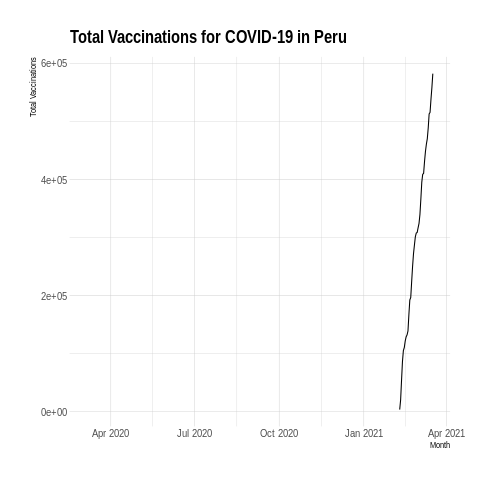 Total Vaccinations for COVID-19 in Peru
Total Vaccinations
6e+05
4e+05
2e+05
0e+00
Apr 2020
Jul 2020
Oct 2020
Jan 2021
Apr 2021
Month